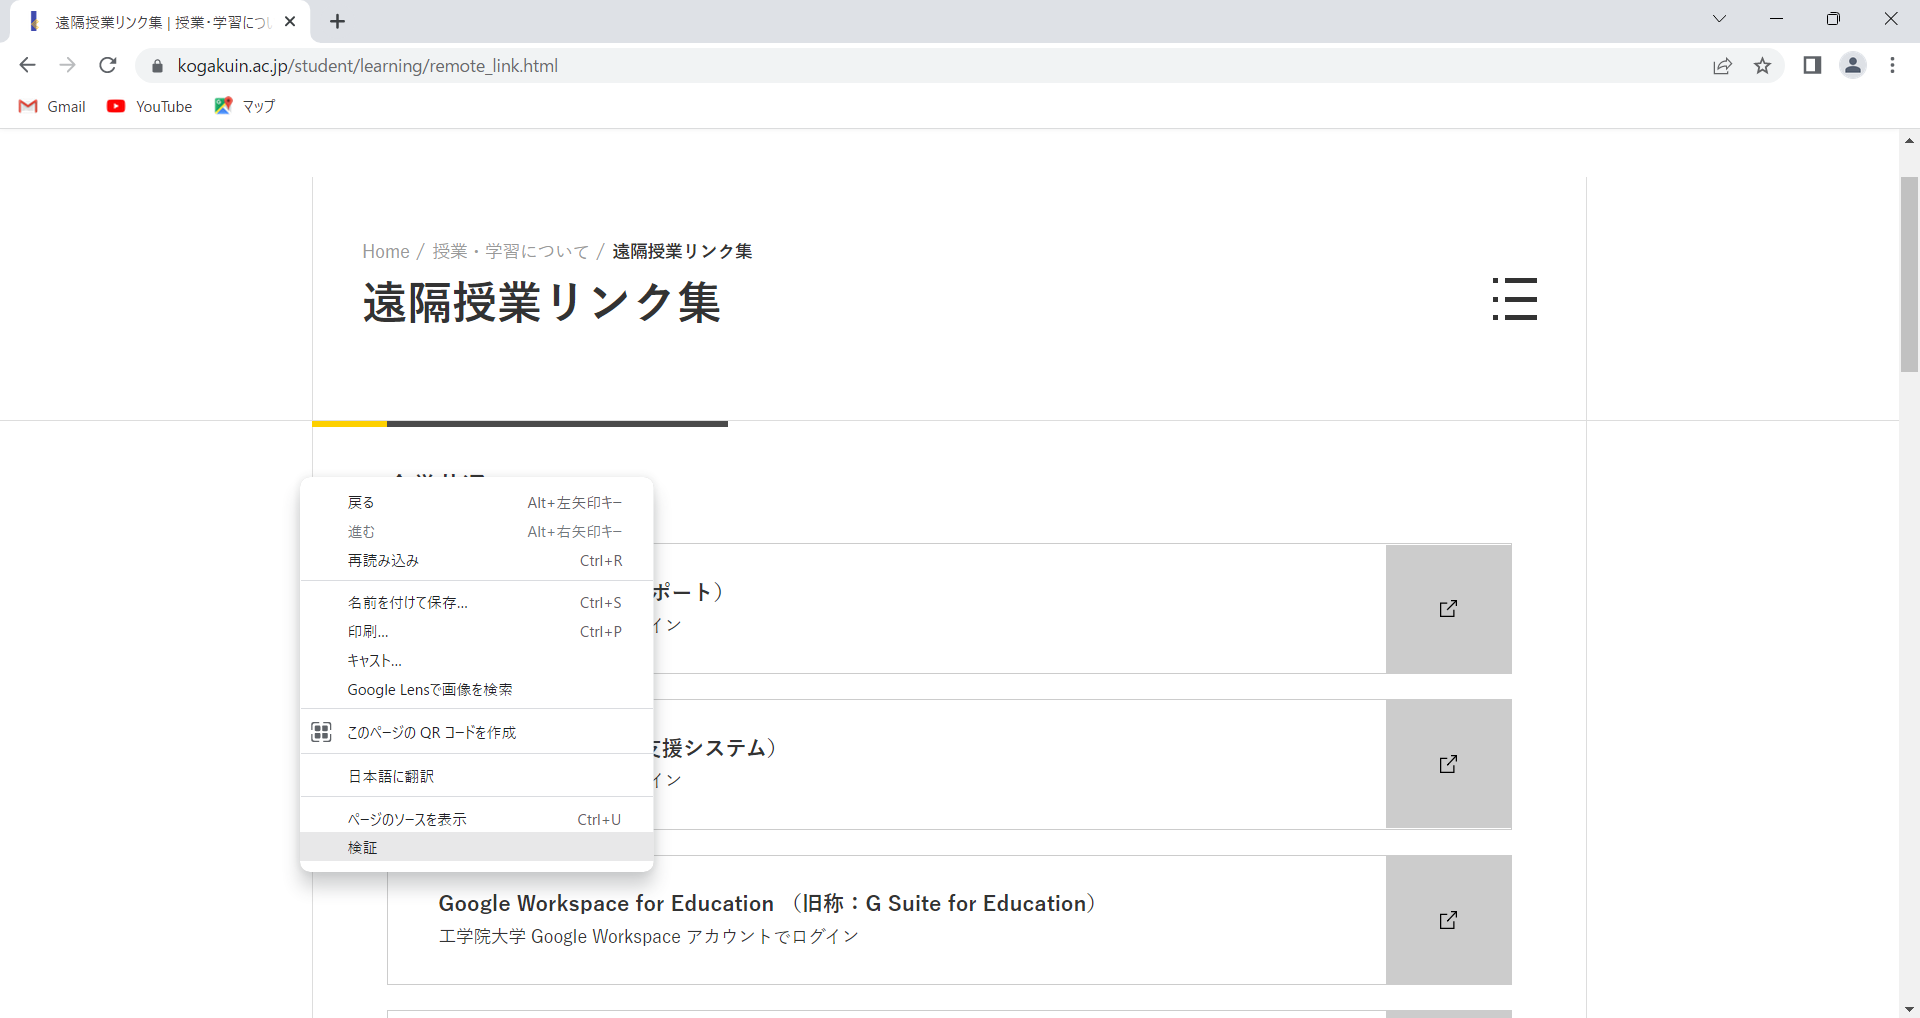 遠隔授業リンク集 | 授業・学習につい
kogakuin.ac.jp/student/learning/remote_link.html
Gmail YouTube マップ
Home / 授業・学習について / 遠隔授業リンク集
遠隔授業リンク集
戻る Alt+左矢印キー
進む Alt+右矢印キー
再読み込み Ctrl+R
名前を付けて保存... Ctrl+S
印刷... Ctrl+P
キャスト...
Google Lensで画像を検索
このページの QR コードを作成
日本語に翻訳
ページのソースを表示 Ctrl+U
検証
ポート）
イン
支援システム）
イン
Google Workspace for Education （旧称：G Suite for Education）
工学院大学 Google Workspace アカウントでログイン